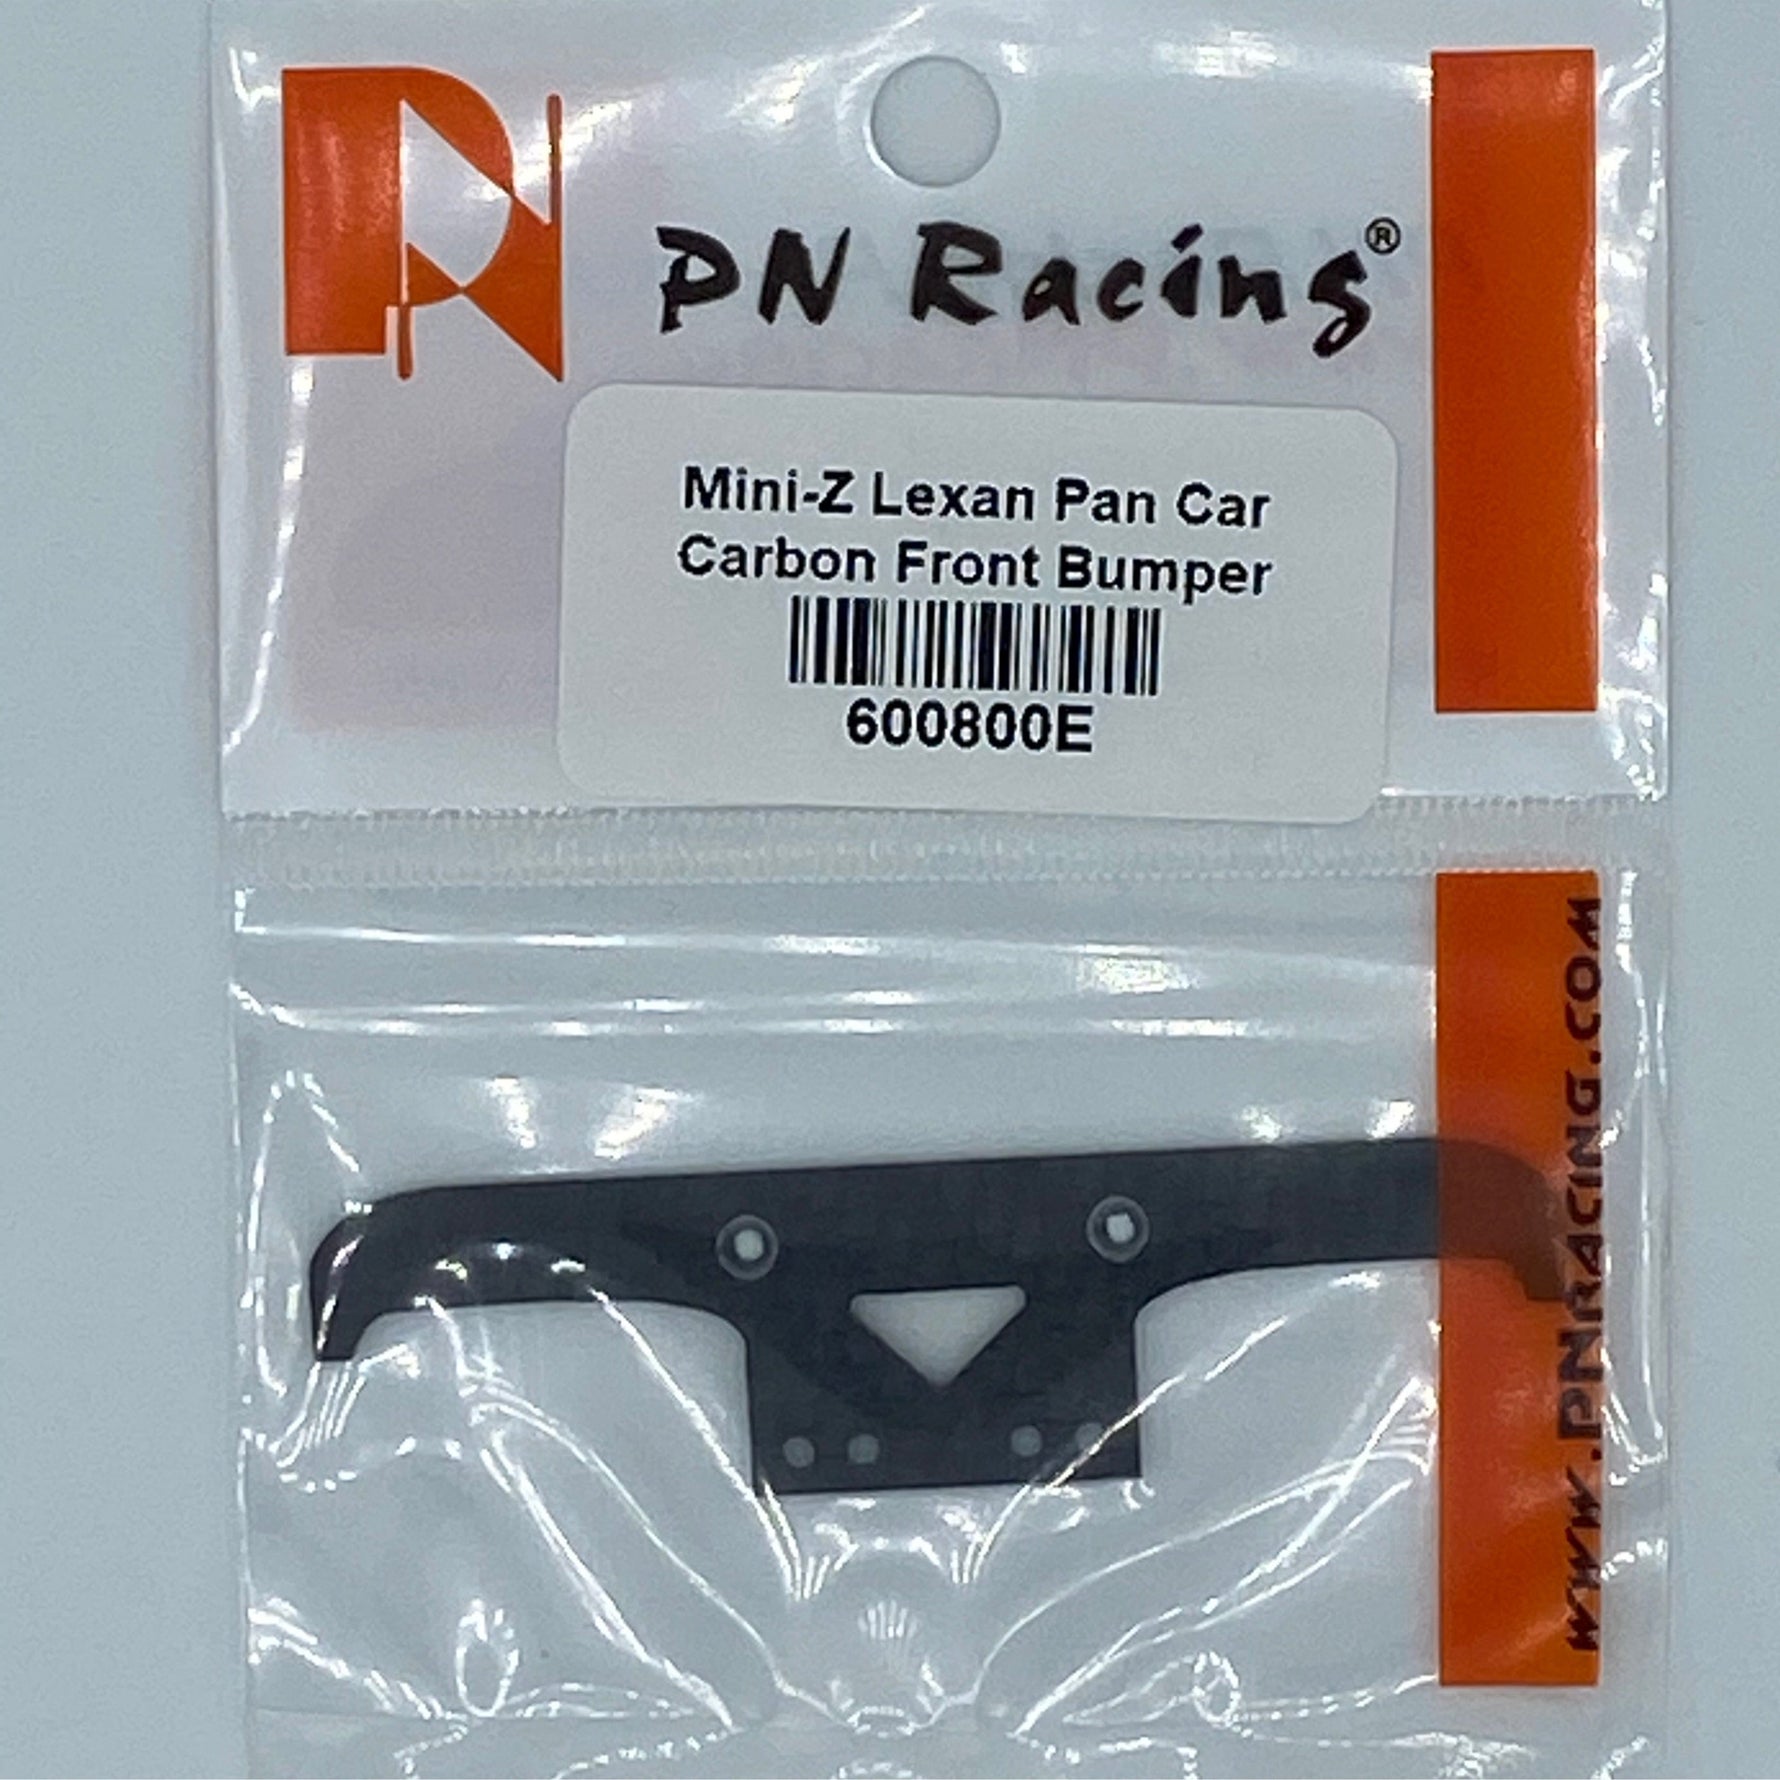 PN Racing®
Mini-Z Lexan Pan Car
Carbon Front Bumper
600800E
WWW.PNRACING.COM